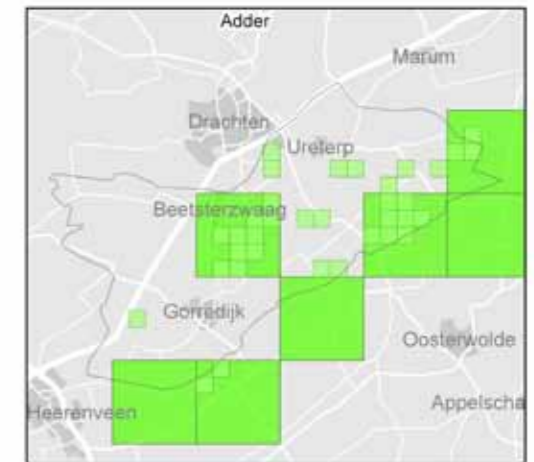 Adder
Marum
Drachten
Ureterp
Beetsterzwaag
Gorredijk
Oosterwolde
Heerenveen
Appelscha